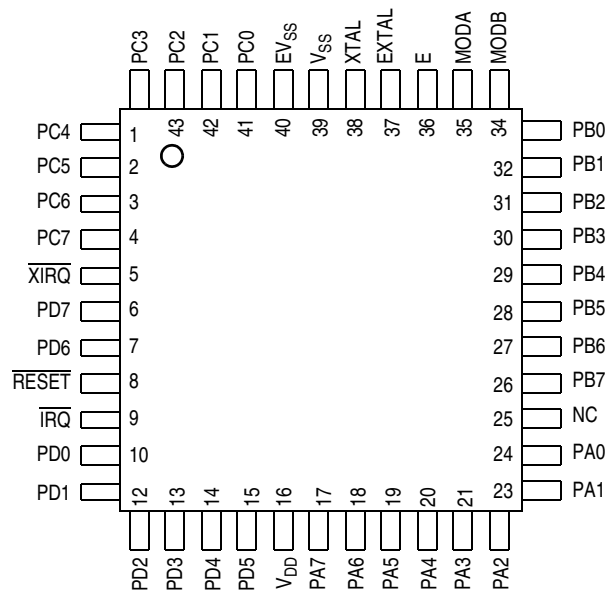 PC3 PC2 PC1 PC0 EVSS VSS XTAL EXTAL E MODA MODB
43 42 41 40 39 38 37 36 35 34
PC4 1 PB0
PC5 2 32 PB1
PC6 3 31 PB2
PC7 4 30 PB3
XIRQ 5 29 PB4
PD7 6 28 PB5
PD6 7 27 PB6
RESET 8 26 PB7
IRQ 9 25 NC
PD0 10 24 PA0
PD1 23 PA1
12 13 14 15 16 17 18 19 20 21
PD2 PD3 PD4 PD5 VDD PA7 PA6 PA5 PA4 PA3 PA2